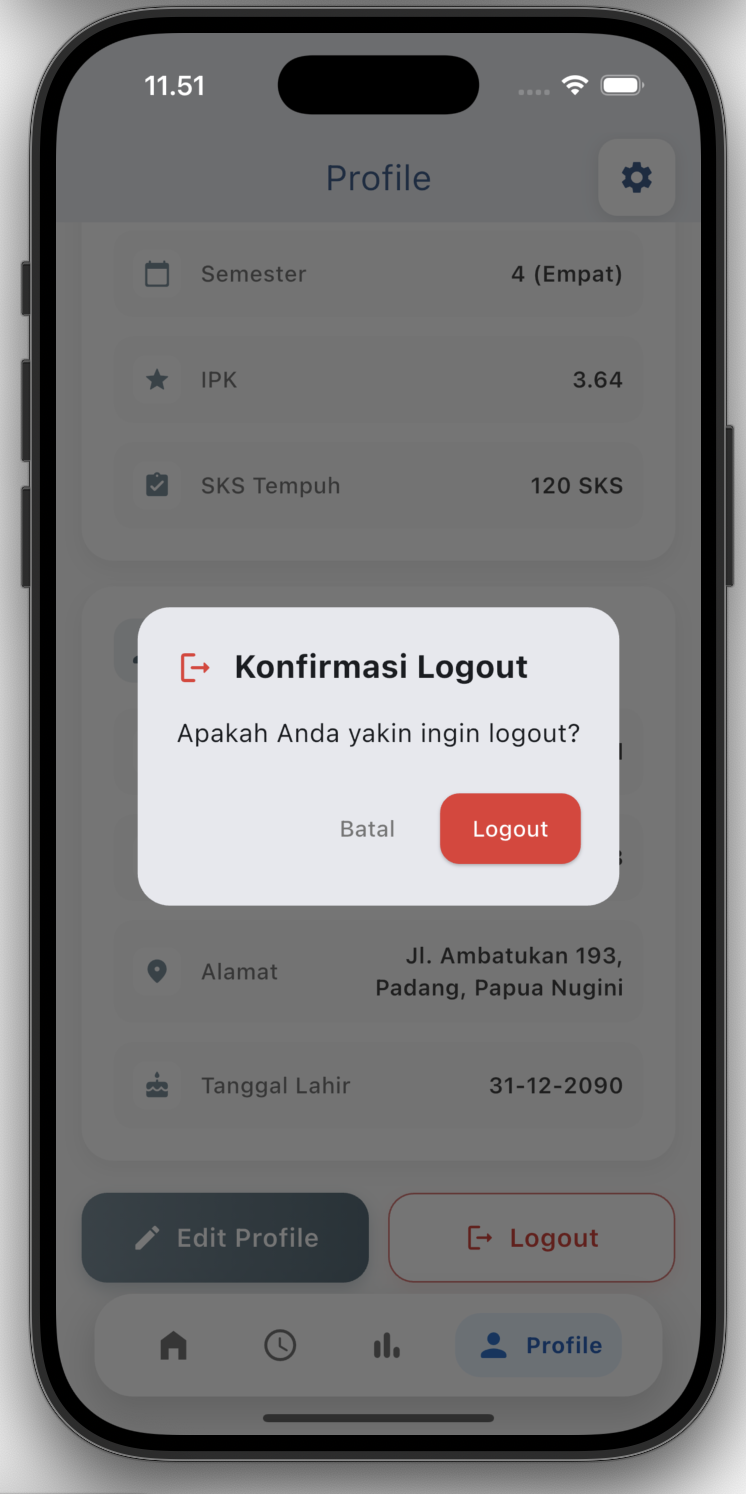 11.51
Profile
Semester 4 (Empat)
IPK 3.64
SKS Tempuh 120 SKS
Konfirmasi Logout
Apakah Anda yakin ingin logout?
Batal Logout
Alamat Jl. Ambatukan 193,
Padang, Papua Nugini
Tanggal Lahir 31-12-2090
Edit Profile Logout
Profile